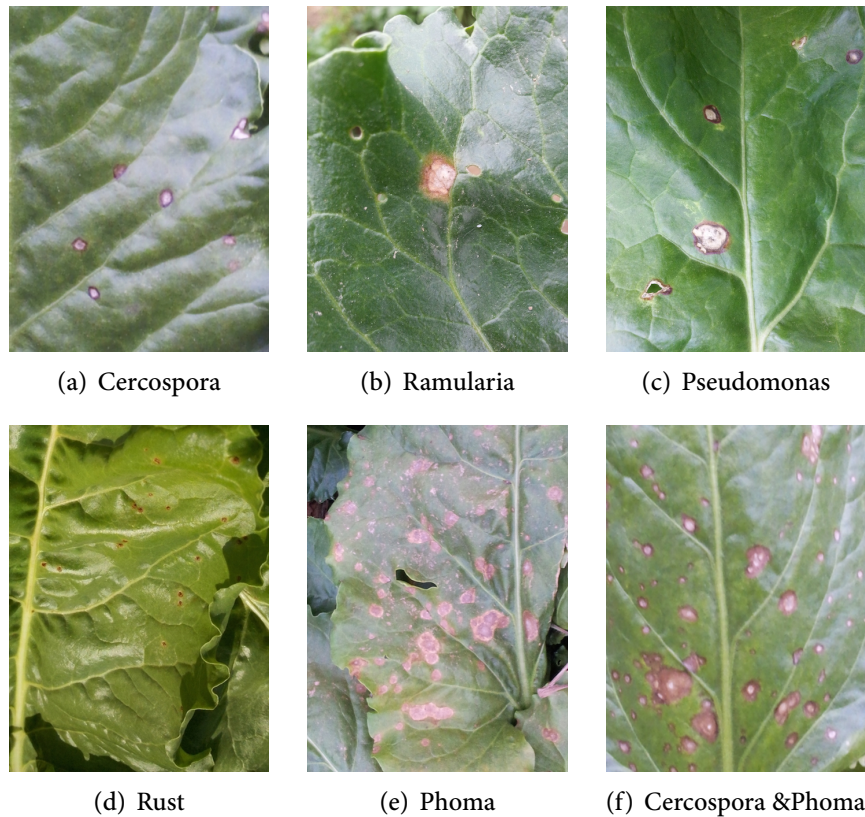 (a) Cercospora
(b) Ramularia
(c) Pseudomonas
(d) Rust
(e) Phoma
(f) Cercospora &Phoma